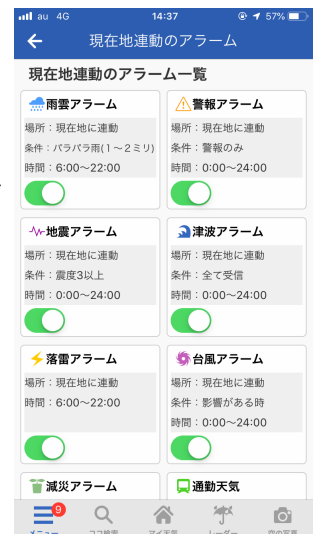 au 4G 14:37 57%
現在地連動のアラーム
現在地連動のアラーム一覧
雨雲アラーム
場所：現在地に連動
条件：パラパラ雨(1～2ミリ)
時間：6:00～22:00
警報アラーム
場所：現在地に連動
条件：警報のみ
時間：0:00～24:00
地震アラーム
場所：現在地に連動
条件：震度3以上
時間：0:00～24:00
津波アラーム
場所：現在地に連動
条件：全て受信
時間：0:00～24:00
落雷アラーム
場所：現在地に連動
時間：6:00～22:00
台風アラーム
場所：現在地に連動
条件：影響がある時
時間：0:00～24:00
減災アラーム
通勤天気
9